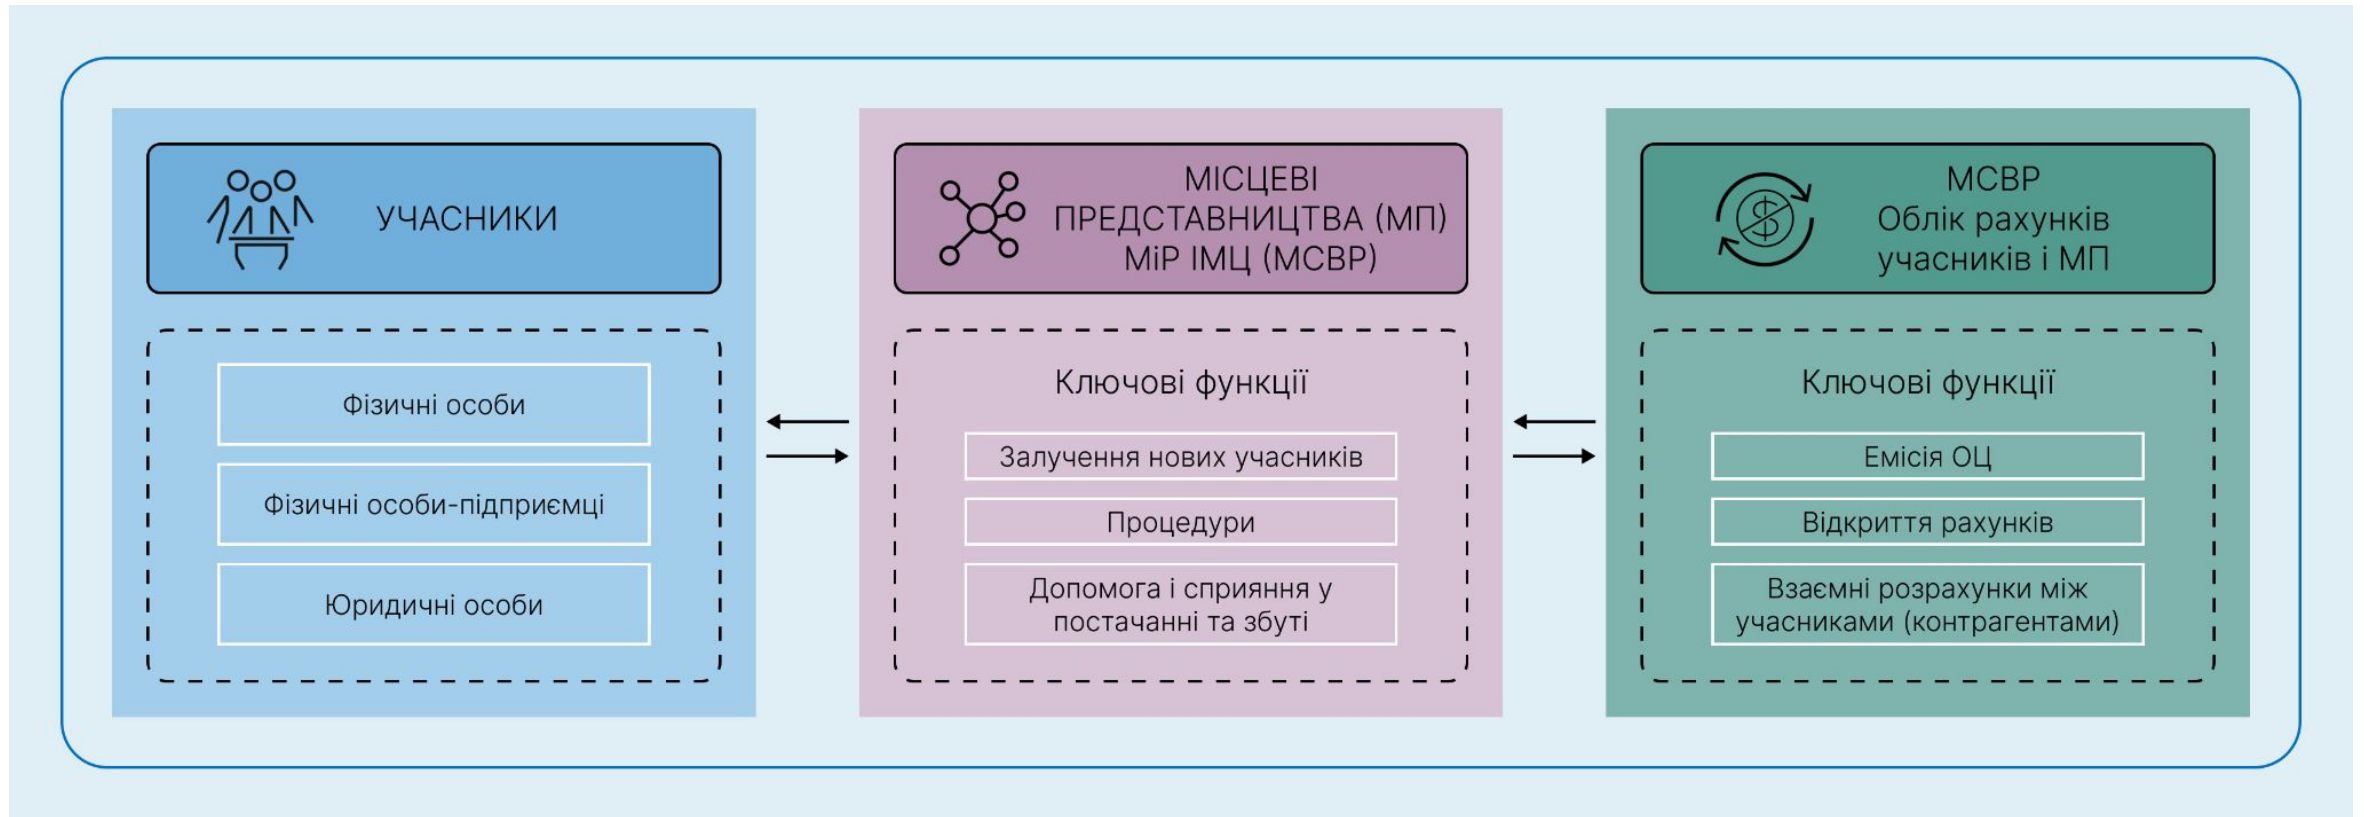 УЧАСНИКИ
Фізичні особи
Фізичні особи-підприємці
Юридичні особи
МІСЦЕВІ
ПРЕДСТАВНИЦТВА (МП)
МіР ІМЦ (МСВР)
Ключові функції
Залучення нових учасників
Процедури
Допомога і сприяння у
постачанні та збуті
МСВР
Облік рахунків
учасників і МП
Ключові функції
Емісія ОЦ
Відкриття рахунків
Взаємні розрахунки між
учасниками (контрагентами)